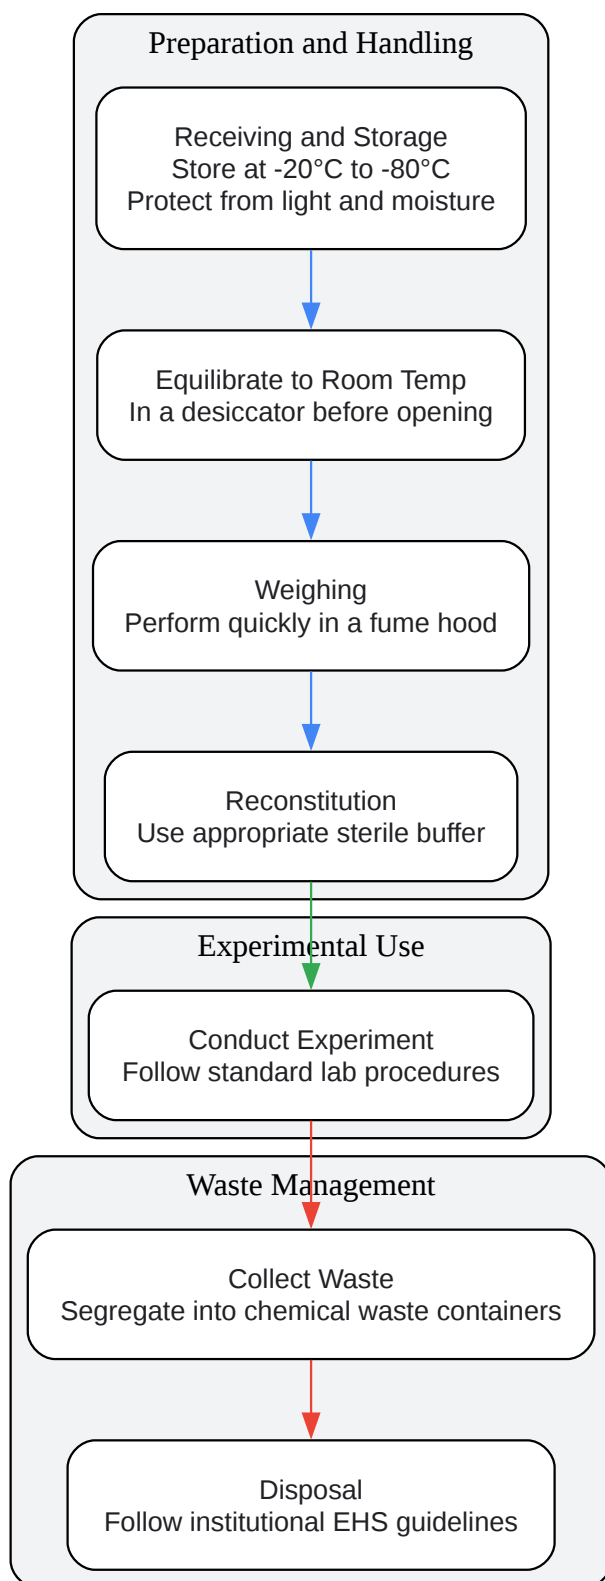 Preparation and Handling
Receiving and Storage
Store at -20°C to -80°C
Protect from light and moisture
Equilibrate to Room Temp
In a desiccator before opening
Weighing
Perform quickly in a fume hood
Reconstitution
Use appropriate sterile buffer
Experimental Use
Conduct Experiment
Follow standard lab procedures
Waste Management
Collect Waste
Segregate into chemical waste containers
Disposal
Follow institutional EHS guidelines